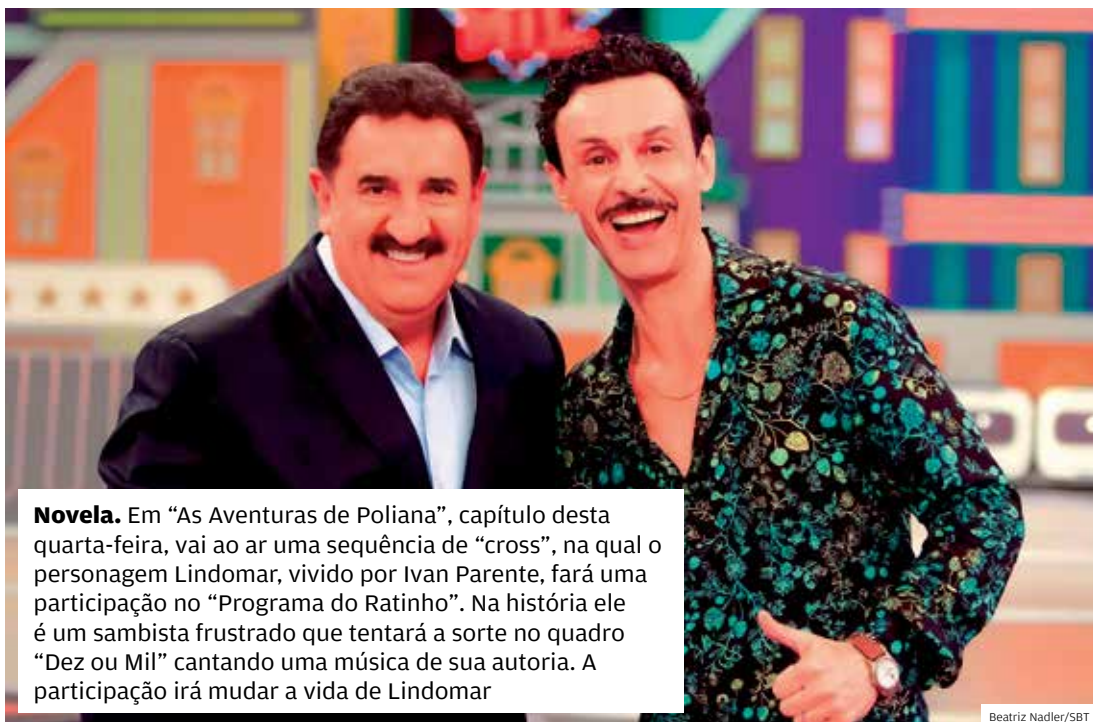 MIL
Novela. Em “As Aventuras de Poliana”, capítulo desta
quarta-feira, vai ao ar uma sequência de “cross”, na qual o
personagem Lindomar, vivido por Ivan Parente, fará uma
participação no “Programa do Ratinho”. Na história ele
é um sambista frustrado que tentará a sorte no quadro
“Dez ou Mil” cantando uma música de sua autoria. A
participação irá mudar a vida de Lindomar
Beatriz Nadler/SBT